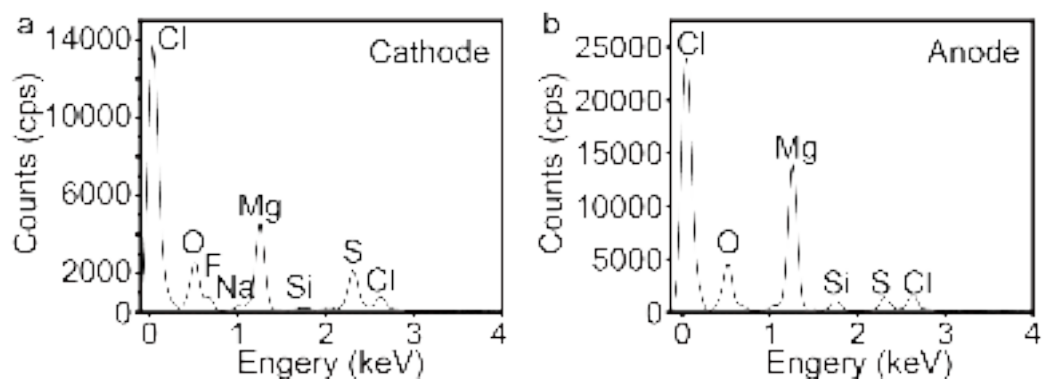 a
Cathode
Counts (cps)
14000
10000
6000
2000
0
Cl
O
F
Na
Mg
Si
S
Cl
0 1 2 3 4
Engery (keV)
b
Anode
Counts (cps)
25000
20000
15000
10000
5000
0
Cl
O
Mg
Si
S
Cl
0 1 2 3 4
Engery (keV)